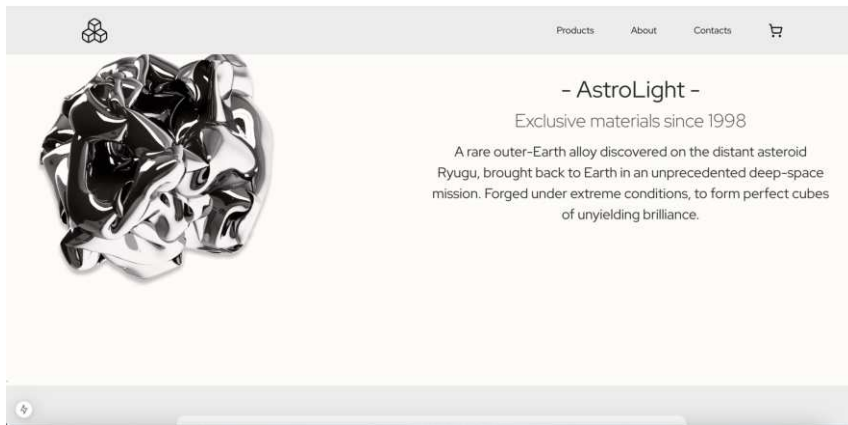 Products About Contacts
- AstroLight -
Exclusive materials since 1998
A rare outer-Earth alloy discovered on the distant asteroid
Ryugu, brought back to Earth in an unprecedented deep-space
mission. Forged under extreme conditions, to form perfect cubes
of unyielding brilliance.